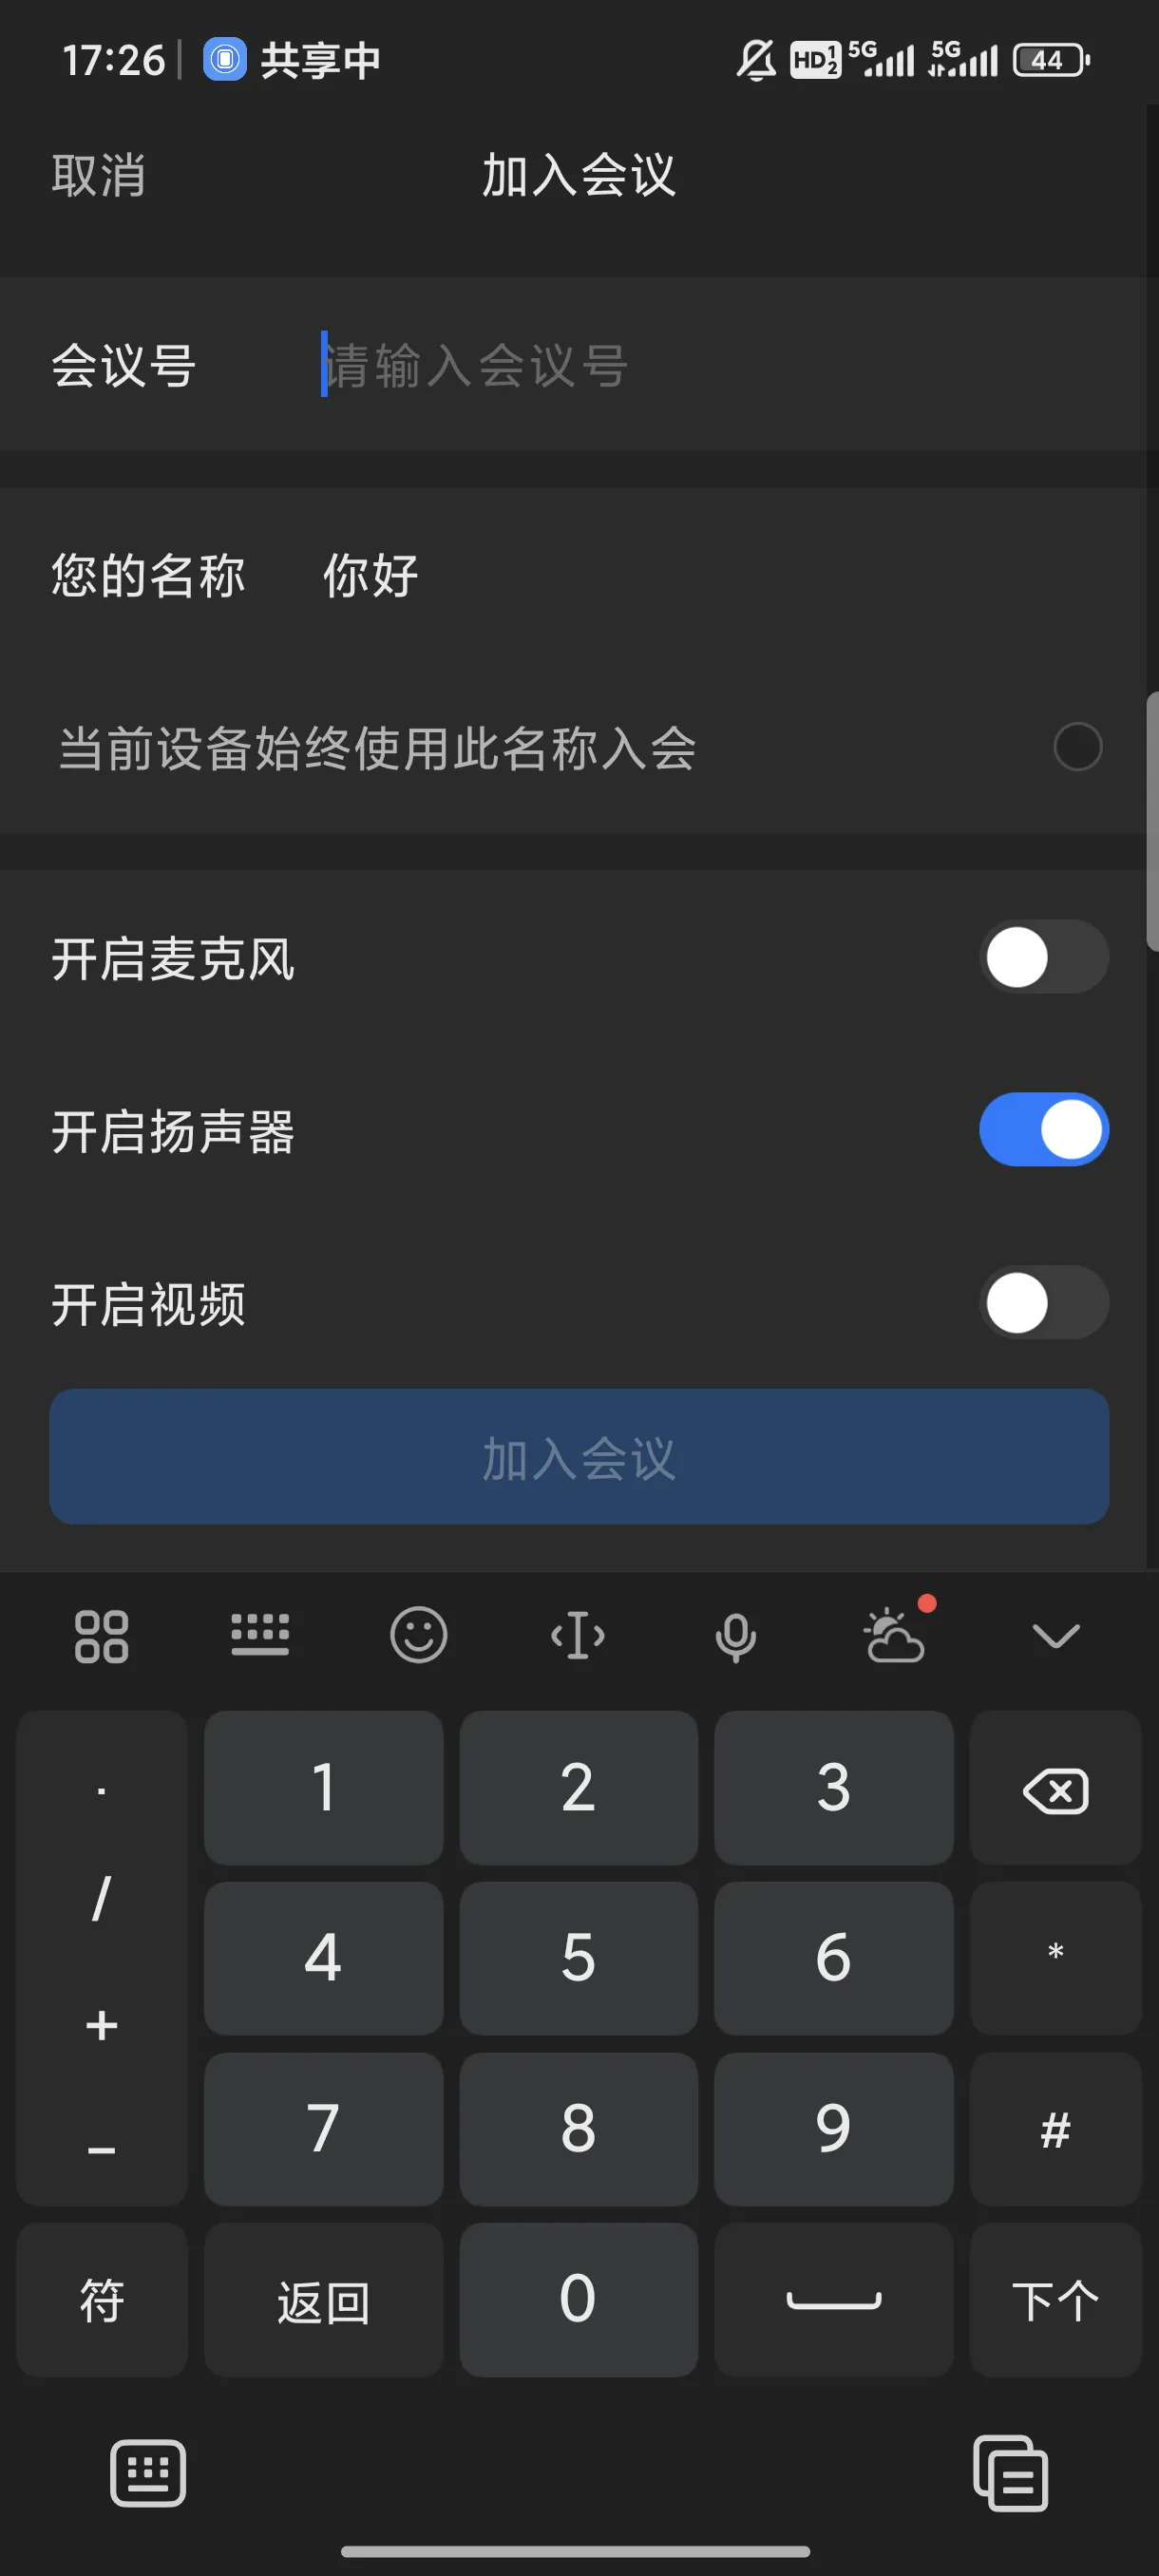 17:26 共享中 HD 1 2 5G 5G 44
取消 加入会议
会议号 请输入会议号
您的名称 你好
当前设备始终使用此名称入会
开启麦克风
开启扬声器
开启视频
加入会议
. 1 2 3
/ 4 5 6 *
+
- 7 8 9 #
符 返回 0 下个